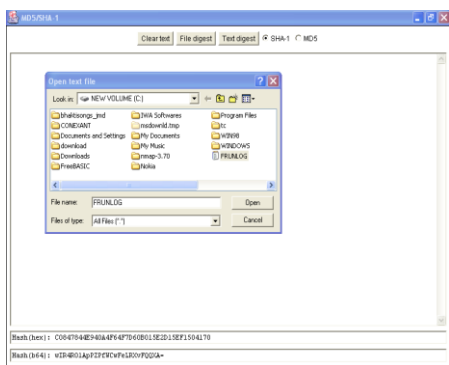 MD5/SHA-1
Clear text File digest Text digest SHA-1 MD5
Open text file
Look in: NEW VOLUME (C:)
bhaktisongs_md JWA Softwares Program Files
CONEXANT msdownld.tmp tc
Documents and Settings My Documents WIN98
download My Music WINDOWS
Downloads nmap-3.70 FRUNLOG
FreeBASIC Nokia
File name: FRUNLOG Open
Files of type: All Files (*.*) Cancel
Hash(hex):
Hash(b64):